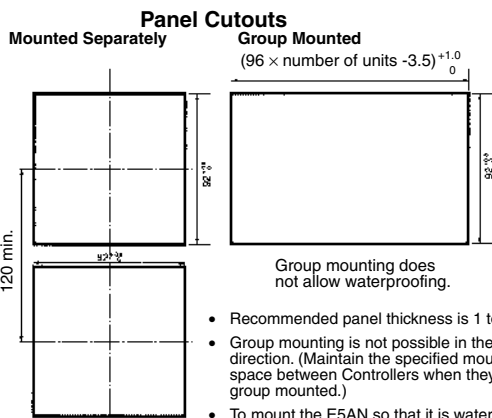 Panel Cutouts
Mounted Separately
Group Mounted
(96 × number of units -3.5) +1.0 0
120 min.
Group mounting does
not allow waterproofing.
• Recommended panel thickness is 1 t
• Group mounting is not possible in the
direction. (Maintain the specified mou
space between Controllers when they
group mounted.)
• To mount the E5AN so that it is water